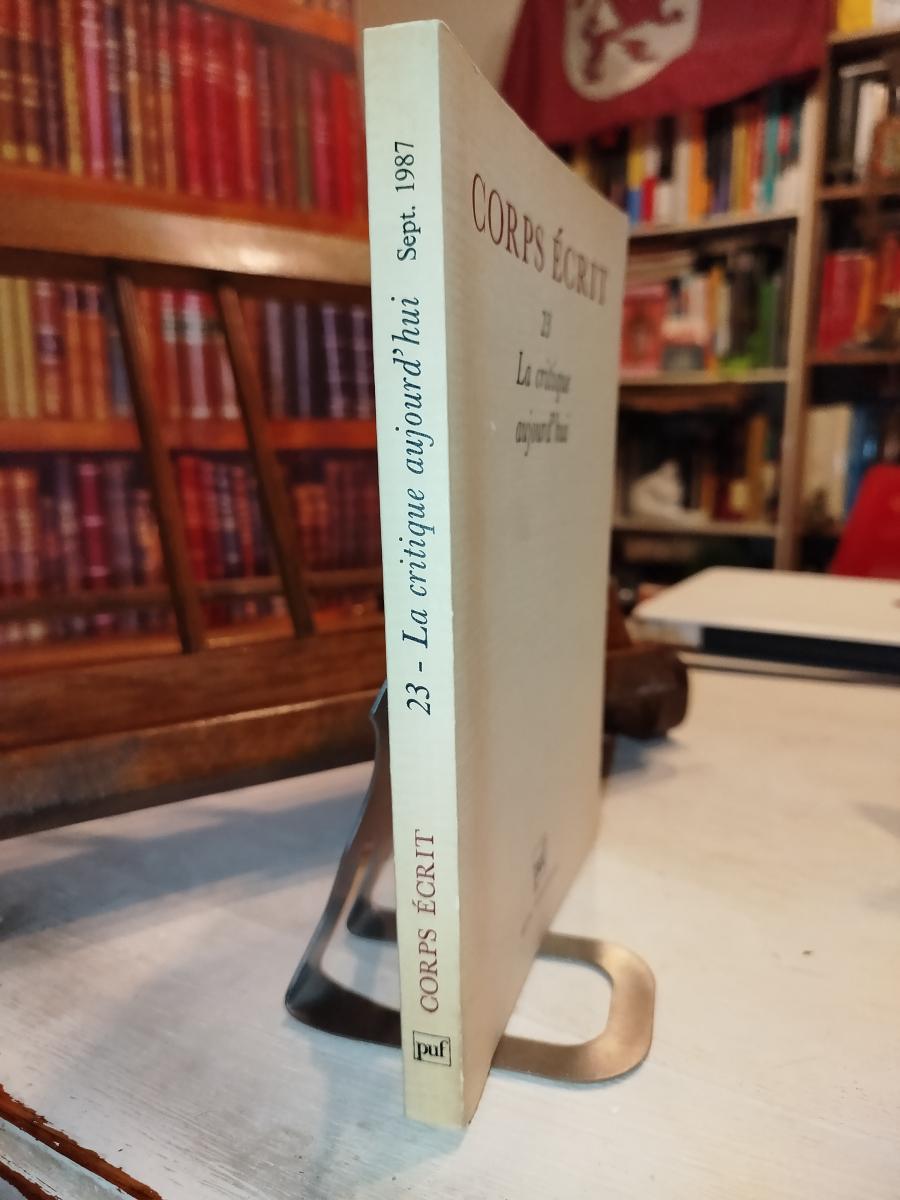 CORPS ÉCRIT
23
La critique
aujourd'hui
puf
CORPS ÉCRIT
23 - La critique aujourd'hui
Sept. 1987